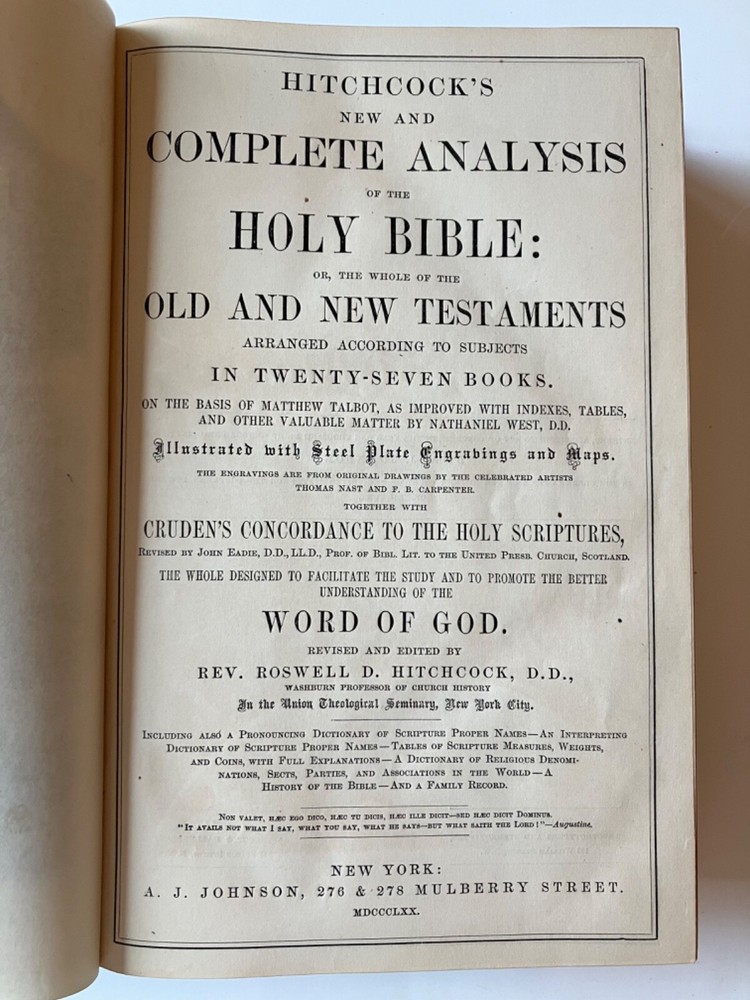 HITCHCOCK'S
NEW AND
COMPLETE ANALYSIS
OF THE
HOLY BIBLE:
OR, THE WHOLE OF THE
OLD AND NEW TESTAMENTS
ARRANGED ACCORDING TO SUBJECTS
IN TWENTY-SEVEN BOOKS.
ON THE BASIS OF MATTHEW TALBOT, AS IMPROVED WITH INDEXES, TABLES,
AND OTHER VALUABLE MATTER BY NATHANIEL WEST, D.D.
Illustrated with Steel Plate Engravings and Maps.
THE ENGRAVINGS ARE FROM ORIGINAL DRAWINGS BY THE CELEBRATED ARTISTS
THOMAS NAST AND F. B. CARPENTER.
TOGETHER WITH
CRUDEN'S CONCORDANCE TO THE HOLY SCRIPTURES,
REVISED BY JOHN EADIE, D.D., LL.D., PROF. OF BIBL. LIT. TO THE UNITED PRESB. CHURCH, SCOTLAND.
THE WHOLE DESIGNED TO FACILITATE THE STUDY AND TO PROMOTE THE BETTER
UNDERSTANDING OF THE
WORD OF GOD.
REVISED AND EDITED BY
REV. ROSWELL D. HITCHCOCK, D.D.,
WASHBURN PROFESSOR OF CHURCH HISTORY
In the Union Theological Seminary, New York City.
INCLUDING ALSO A PRONOUNCING DICTIONARY OF SCRIPTURE PROPER NAMES—AN INTERPRETING
DICTIONARY OF SCRIPTURE PROPER NAMES—TABLES OF SCRIPTURE MEASURES, WEIGHTS,
AND COINS, WITH FULL EXPLANATIONS—A DICTIONARY OF RELIGIOUS DENOMI-
NATIONS, SECTS, PARTIES, AND ASSOCIATIONS IN THE WORLD—A
HISTORY OF THE BIBLE—AND A FAMILY RECORD.
NON VALET, HÆC EGO DICO, HÆC TU DICIS, HÆC ILLE DICIT—SED HÆC DICIT DOMINUS.
"IT AVAILS NOT WHAT I SAY, WHAT YOU SAY, WHAT HE SAYS—BUT WHAT SAITH THE LORD!"—Augustine.
NEW YORK:
A. J. JOHNSON, 276 & 278 MULBERRY STREET.
MDCCCLXX.